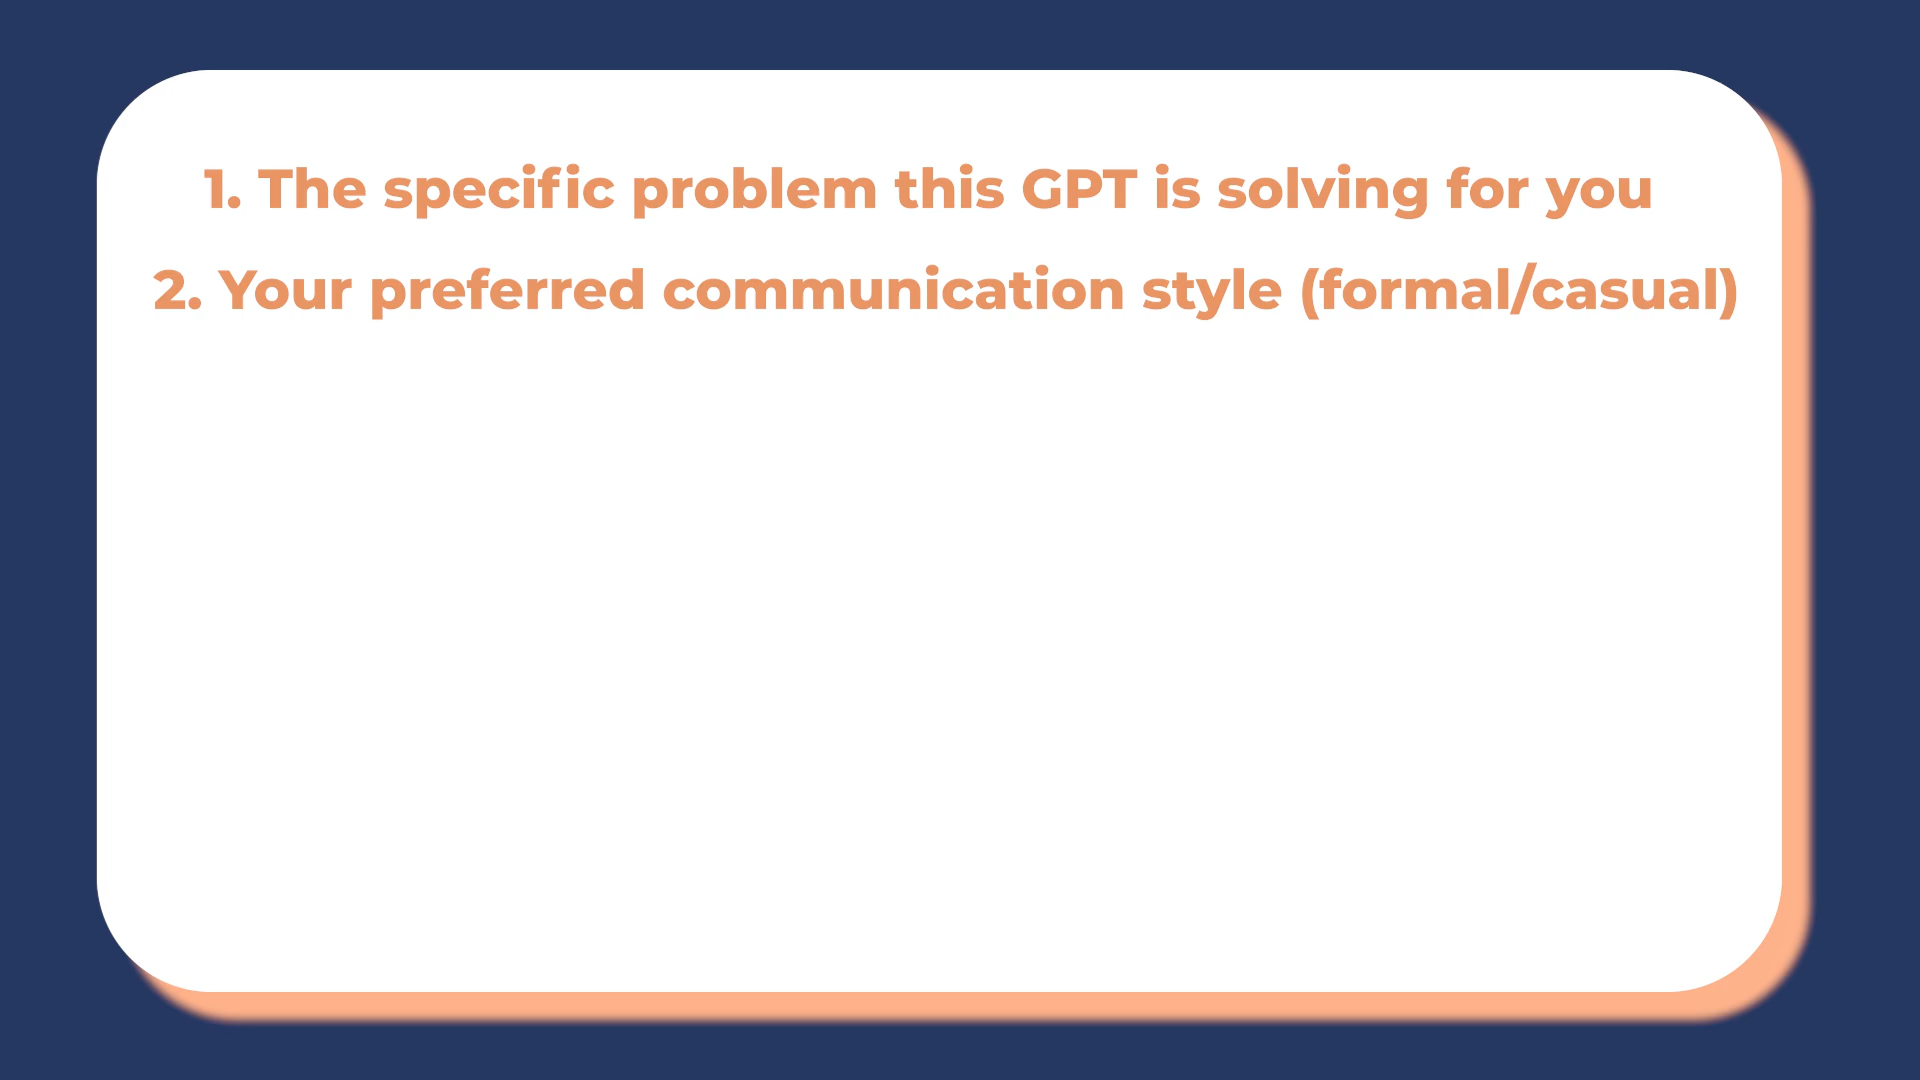 1. The specific problem this GPT is solving for you
2. Your preferred communication style (formal/casual)